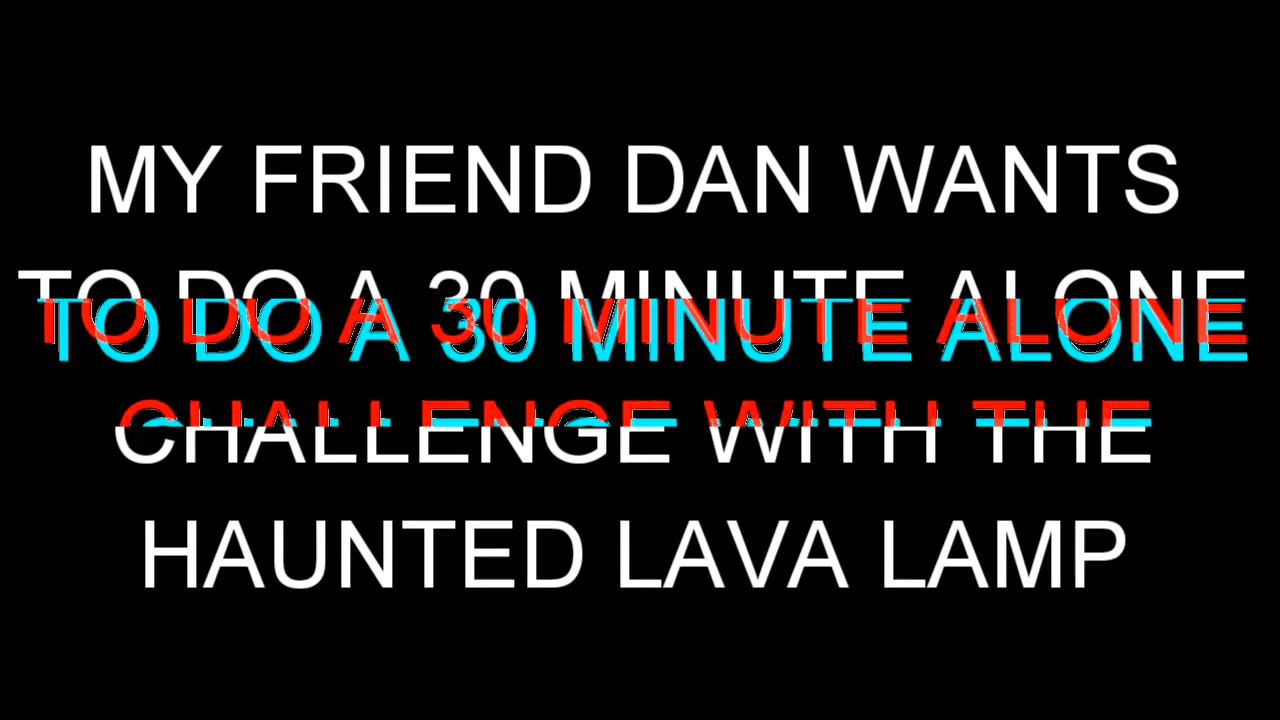 MY FRIEND DAN WANTS
TO DO A 30 MINUTE ALONE
CHALLENGE WITH THE
HAUNTED LAVA LAMP